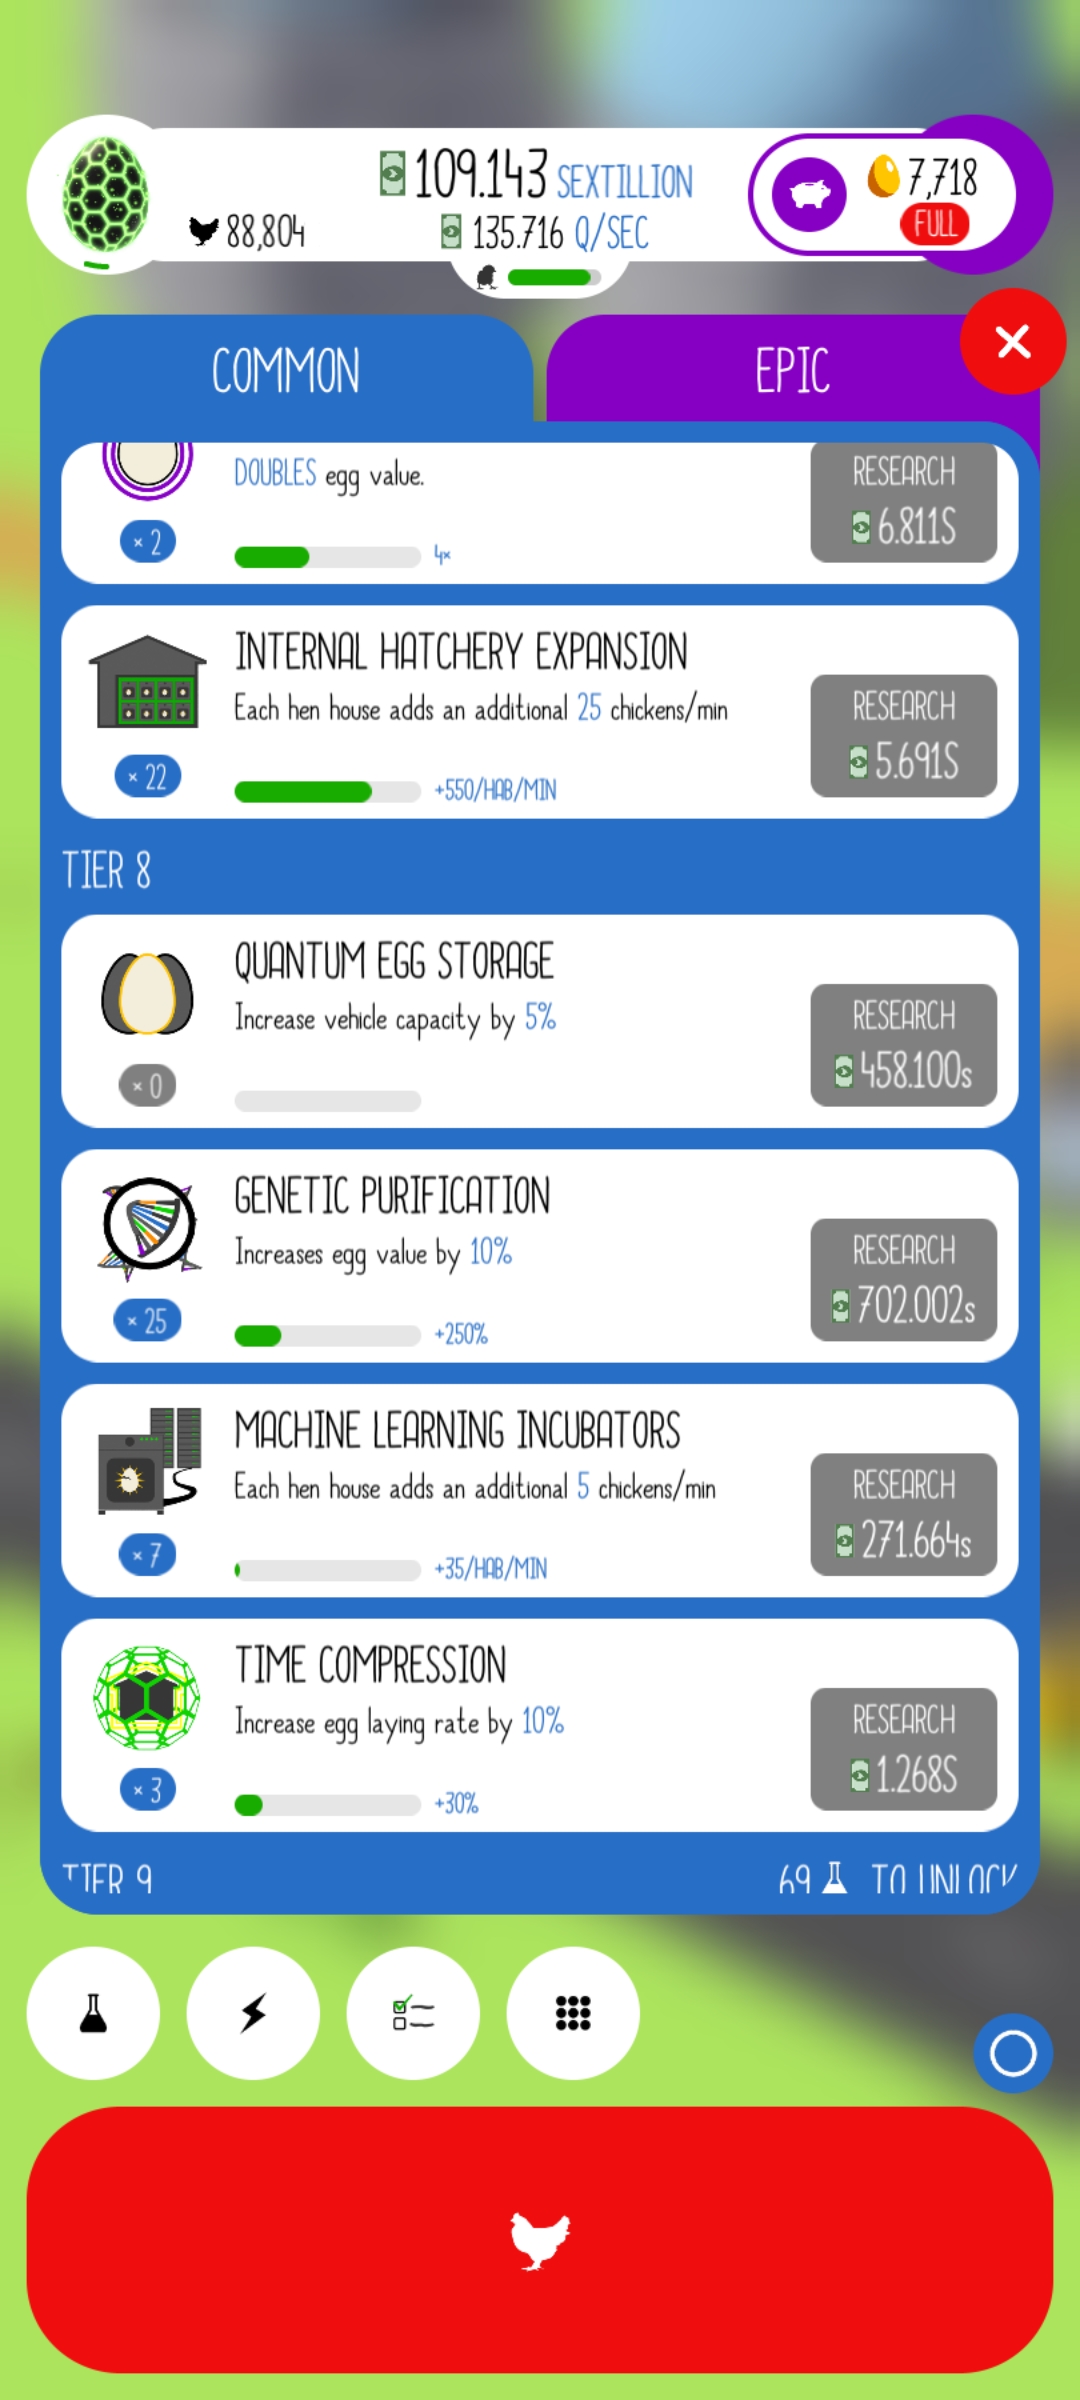 109.143 SEXTILLION
7,718
88,804
135.716 Q/SEC
FULL
COMMON
EPIC
DOUBLES egg value.
RESEARCH
6.811S
× 2
4×
INTERNAL HATCHERY EXPANSION
Each hen house adds an additional 25 chickens/min
RESEARCH
5.691S
× 22
+550/HAB/MIN
TIER 8
QUANTUM EGG STORAGE
Increase vehicle capacity by 5%
RESEARCH
458.100s
× 0
GENETIC PURIFICATION
Increases egg value by 10%
RESEARCH
702.002s
× 25
+250%
MACHINE LEARNING INCUBATORS
Each hen house adds an additional 5 chickens/min
RESEARCH
271.664s
× 7
+35/HAB/MIN
TIME COMPRESSION
Increase egg laying rate by 10%
RESEARCH
1.268S
× 3
+30%
TIER 9
69 TO UNLOCK